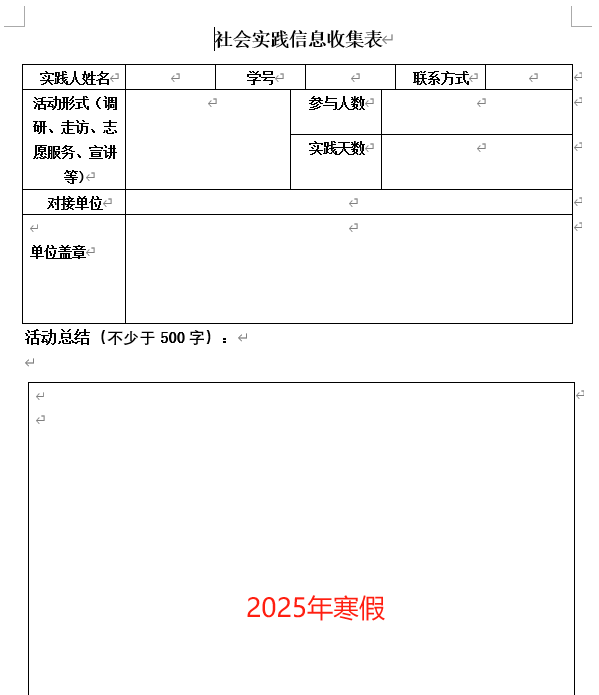 社会实践信息收集表
实践人姓名 学号 联系方式
活动形式（调
研、走访、志
愿服务、宣讲
等）
参与人数
实践天数
对接单位
单位盖章
活动总结（不少于 500 字）：
2025年寒假